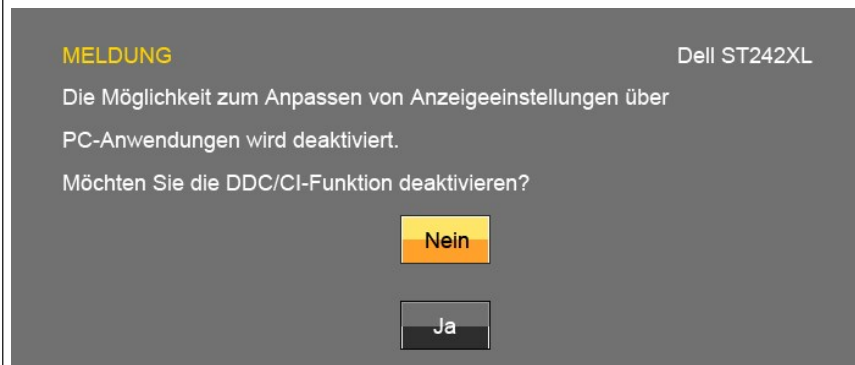 MELDUNG Dell ST242XL
Die Möglichkeit zum Anpassen von Anzeigeeinstellungen über
PC-Anwendungen wird deaktiviert.
Möchten Sie die DDC/CI-Funktion deaktivieren?
Nein
Ja